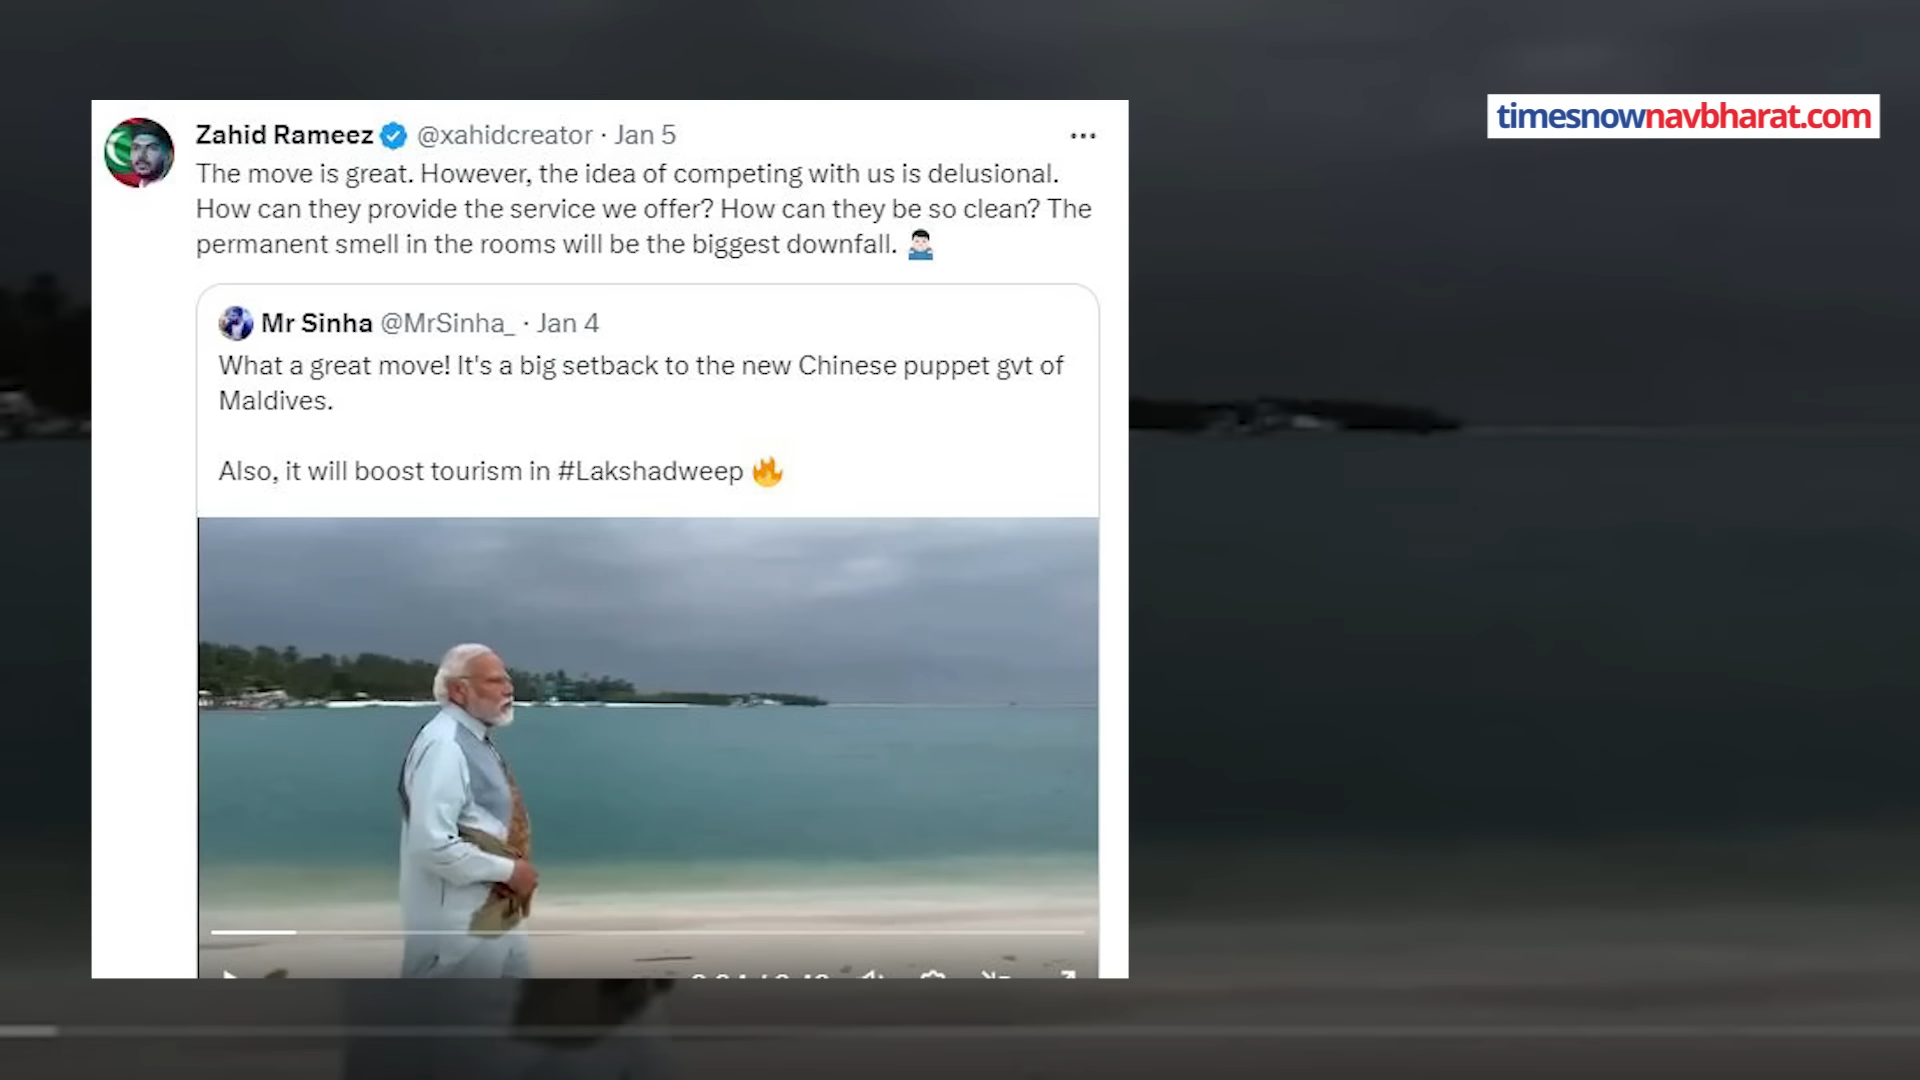 timesnownavbharat.com
Zahid Rameez @xahidcreator · Jan 5
The move is great. However, the idea of competing with us is delusional.
How can they provide the service we offer? How can they be so clean? The
permanent smell in the rooms will be the biggest downfall.
Mr Sinha @MrSinha_ · Jan 4
What a great move! It's a big setback to the new Chinese puppet gvt of
Maldives.
Also, it will boost tourism in #Lakshadweep